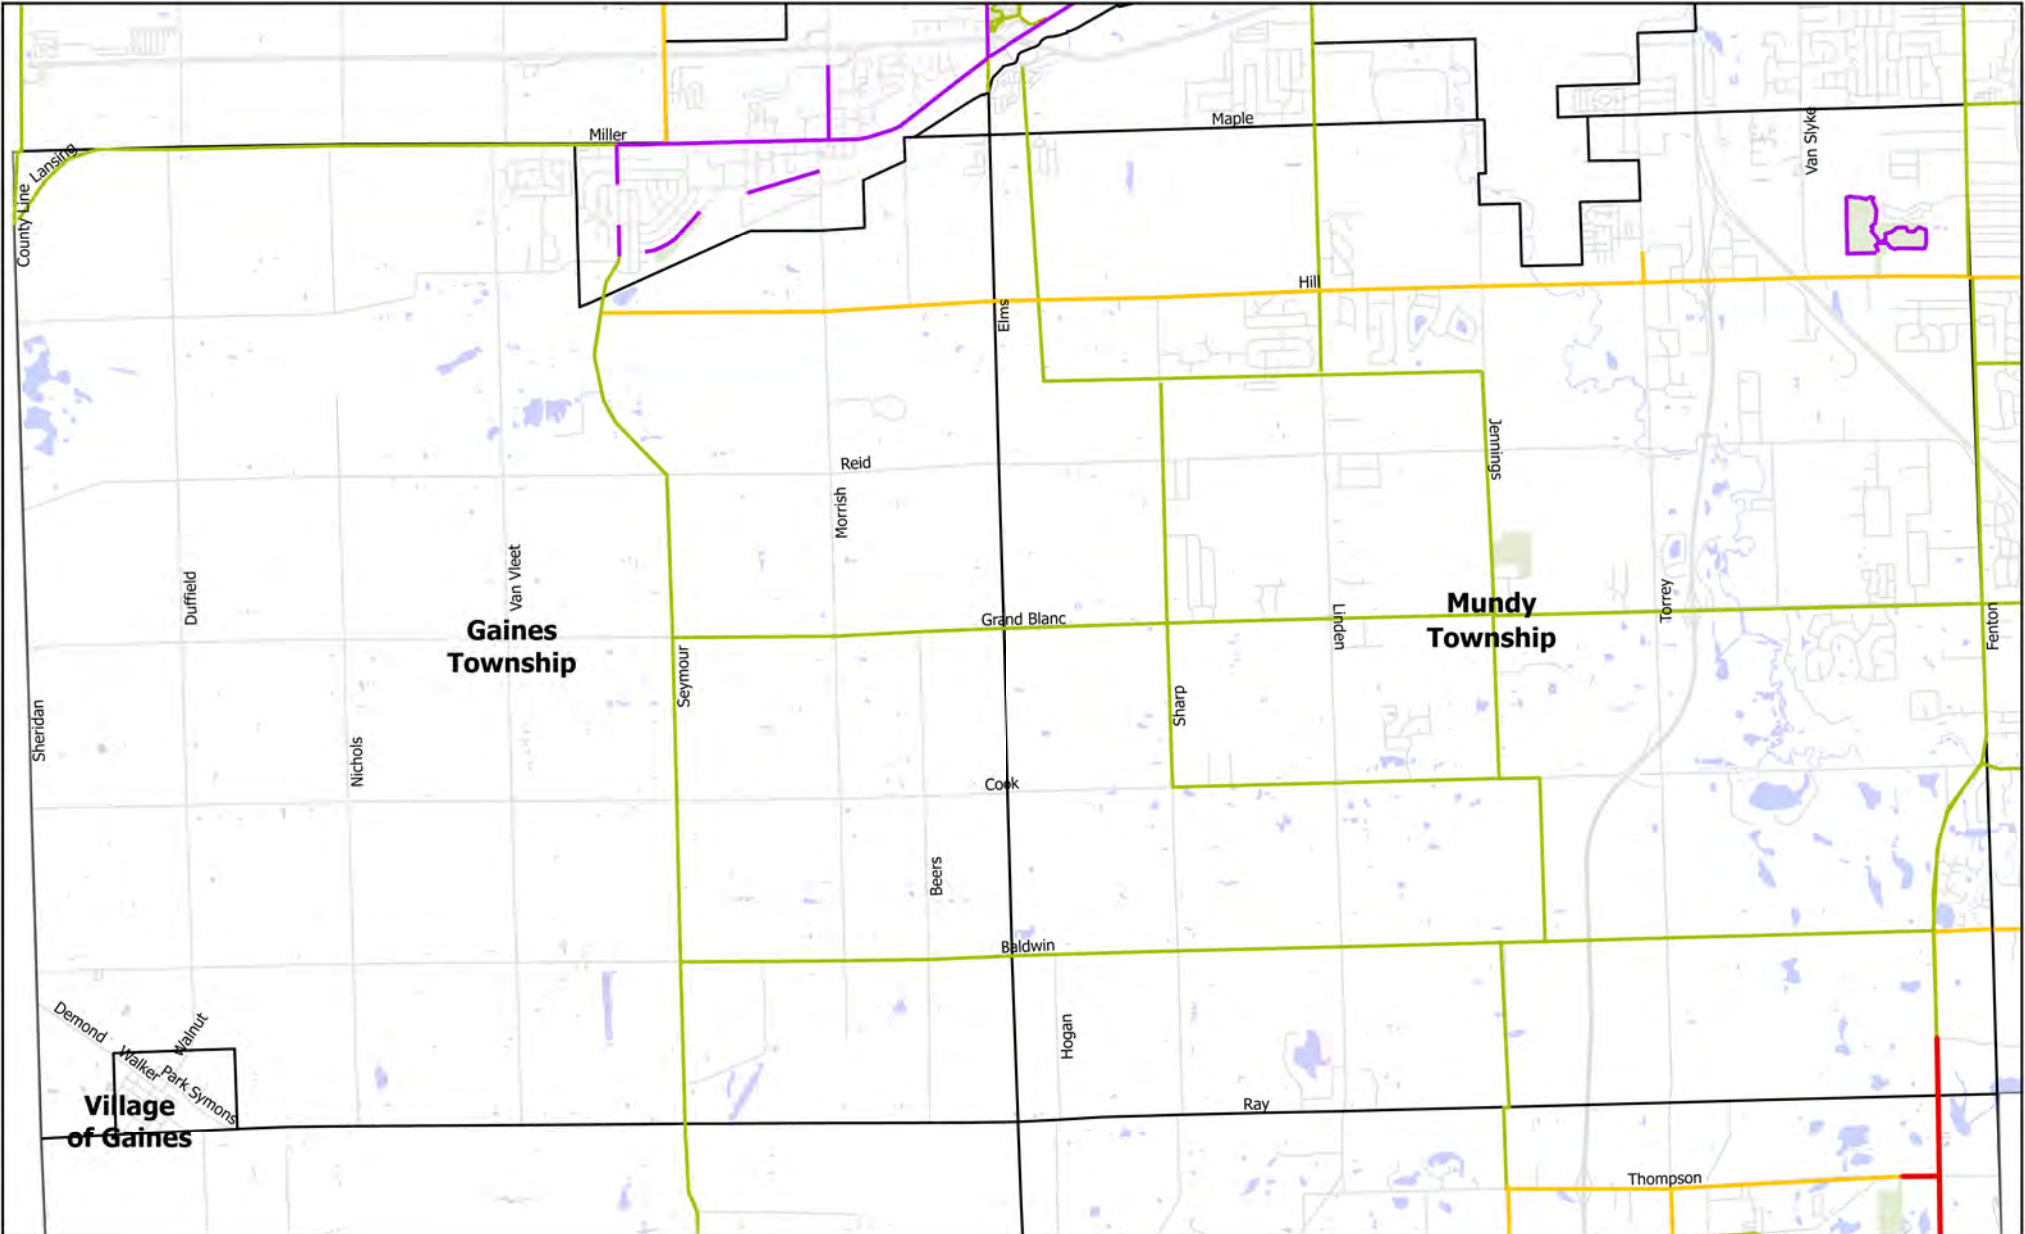 Miller
Maple
Van Slyke
Lansing
County Line
Hill
Elms
Jennings
Reid
Morrish
Van Vleet
Duffield
Grand Blanc
Linden
Mundy
Township
Torrey
Fenton
Gaines
Township
Seymour
Sharp
Sheridan
Nichols
Cook
Beers
Baldwin
Hogan
Demond
Walnut
Walker
Park
Symons
Village
of Gaines
Ray
Thompson